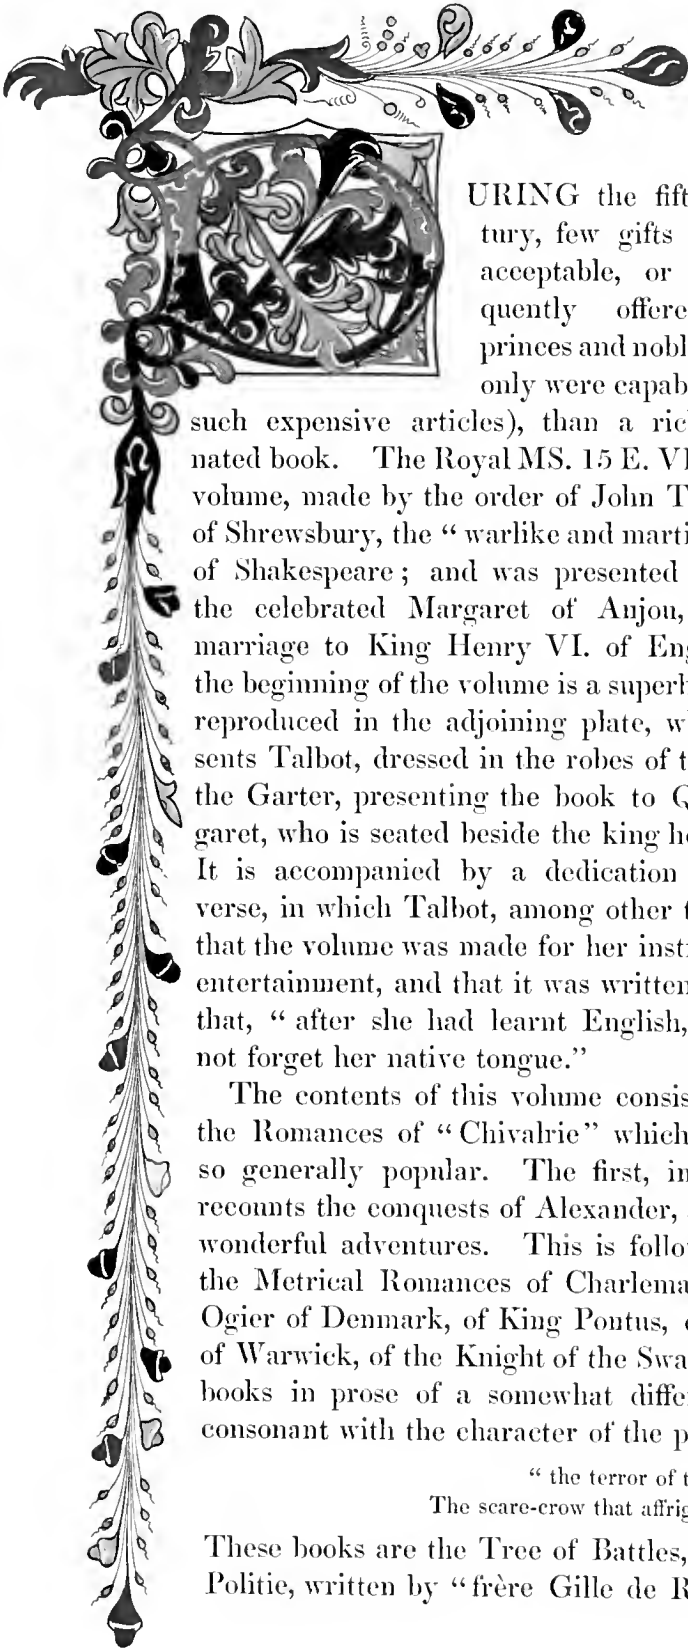 DURING the fift
tury, few gifts
acceptable, or
quently offere
princes and nobl
only were capab
such expensive articles), than a ric
nated book. The Royal MS. 15 E. VI
volume, made by the order of John T
of Shrewsbury, the “ warlike and marti
of Shakespeare ; and was presented
the celebrated Margaret of Anjou,
marriage to King Henry VI. of Eng
the beginning of the volume is a superb
reproduced in the adjoining plate, w
sents Talbot, dressed in the robes of t
the Garter, presenting the book to Q
garet, who is seated beside the king he
It is accompanied by a dedication
verse, in which Talbot, among other t
that the volume was made for her instr
entertainment, and that it was written
that, “ after she had learnt English,
not forget her native tongue.”
The contents of this volume consis
the Romances of “ Chivalrie” which
so generally popular. The first, in
recounts the conquests of Alexander,
wonderful adventures. This is follo
the Metrical Romances of Charlema
Ogier of Denmark, of King Pontus,
of Warwick, of the Knight of the Swa
books in prose of a somewhat diffe
consonant with the character of the p
“ the terror of t
The scare-crow that affrig
These books are the Tree of Battles,
Politie, written by “ frère Gille de R